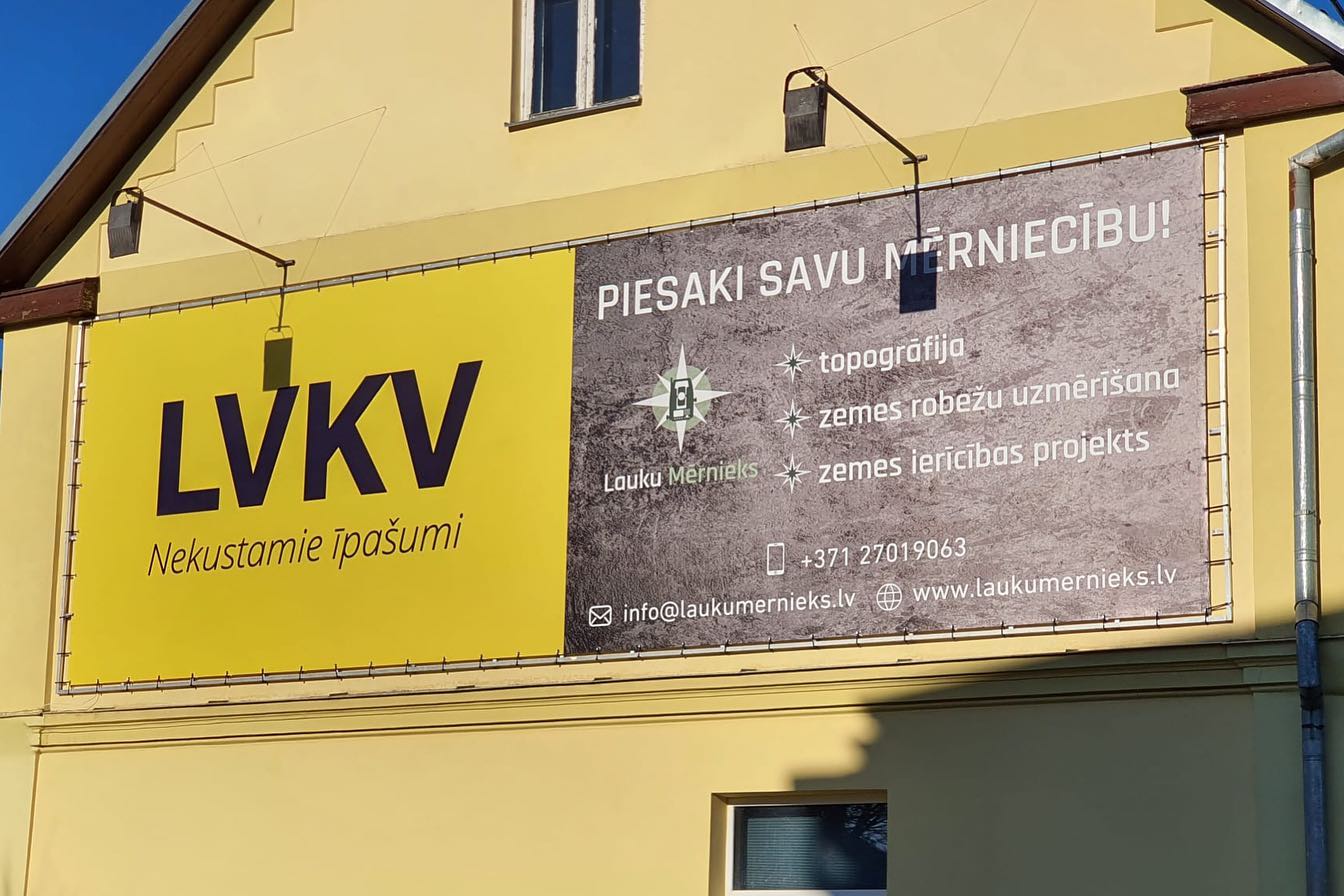 LVKV
Nekustamie īpašumi
PIESAKI SAVU MĒRNIECĪBU!
Lauku Mērnieks
topogrāfija
zemes robežu uzmērīšana
zemes ierīcības projekts
+371 27019063
info@laukumernieks.lv www.laukumernieks.lv